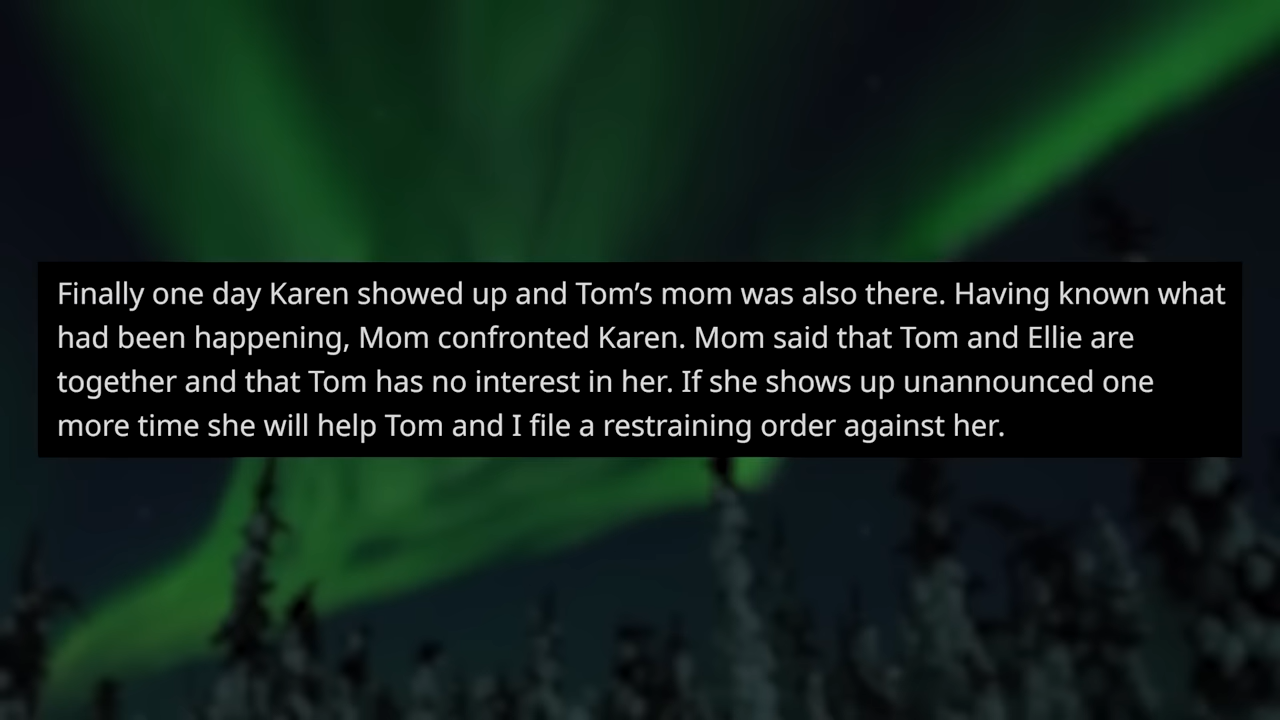 Finally one day Karen showed up and Tom’s mom was also there. Having known what
had been happening, Mom confronted Karen. Mom said that Tom and Ellie are
together and that Tom has no interest in her. If she shows up unannounced one
more time she will help Tom and I file a restraining order against her.